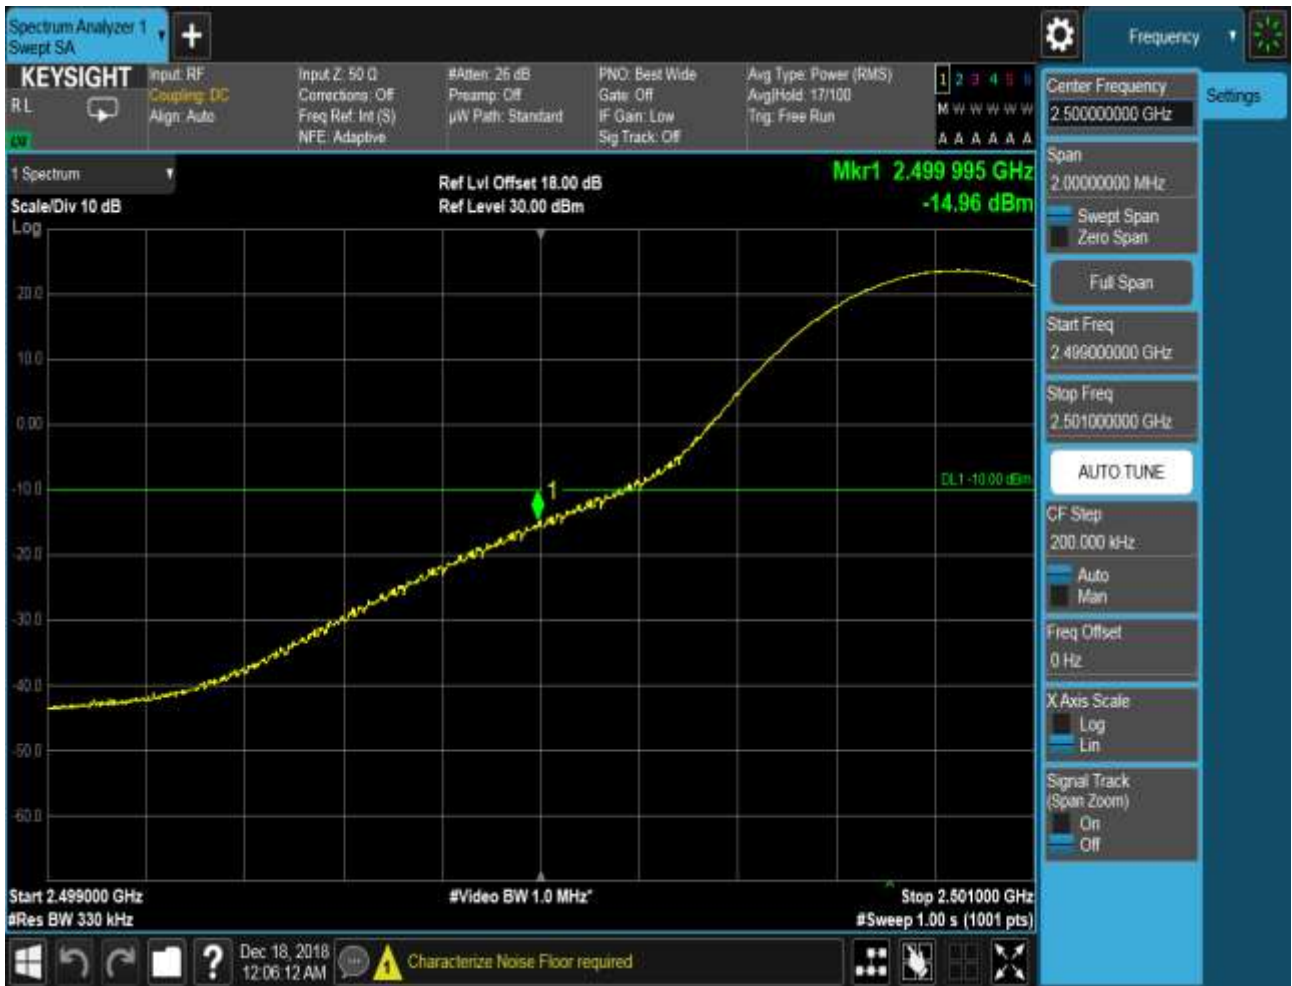 Spectrum Analyzer 1
Swept SA
Frequency
KEYSIGHT
R L
Input: RF
Coupling: DC
Align: Auto
Input Z: 50 Ω
Corrections: Off
Freq Ref: Int (S)
NFE: Adaptive
#Atten: 26 dB
Preamp: Off
µW Path: Standard
PNO: Best Wide
Gate: Off
IF Gain: Low
Sig Track: Off
Avg Type: Power (RMS)
Avg|Hold: 17/100
Trig: Free Run
1 2 3 4 5 6
M W W W W W
A A A A A A
1 Spectrum
Scale/Div 10 dB
Log
Ref Lvl Offset 18.00 dB
Ref Level 30.00 dBm
Mkr1 2.499 995 GHz
-14.96 dBm
20.0
10.0
0.00
-10.0
-20.0
-30.0
-40.0
-50.0
-60.0
1
DL1 -10.00 dBm
Start 2.499000 GHz
#Res BW 330 kHz
#Video BW 1.0 MHz*
Stop 2.501000 GHz
#Sweep 1.00 s (1001 pts)
Center Frequency
2.500000000 GHz
Settings
Span
2.00000000 MHz
Swept Span
Zero Span
Full Span
Start Freq
2.499000000 GHz
Stop Freq
2.501000000 GHz
AUTO TUNE
CF Step
200.000 kHz
Auto
Man
Freq Offset
0 Hz
X Axis Scale
Log
Lin
Signal Track
(Span Zoom)
On
Off
?
Dec 18, 2018
12:06:12 AM
1
Characterize Noise Floor required